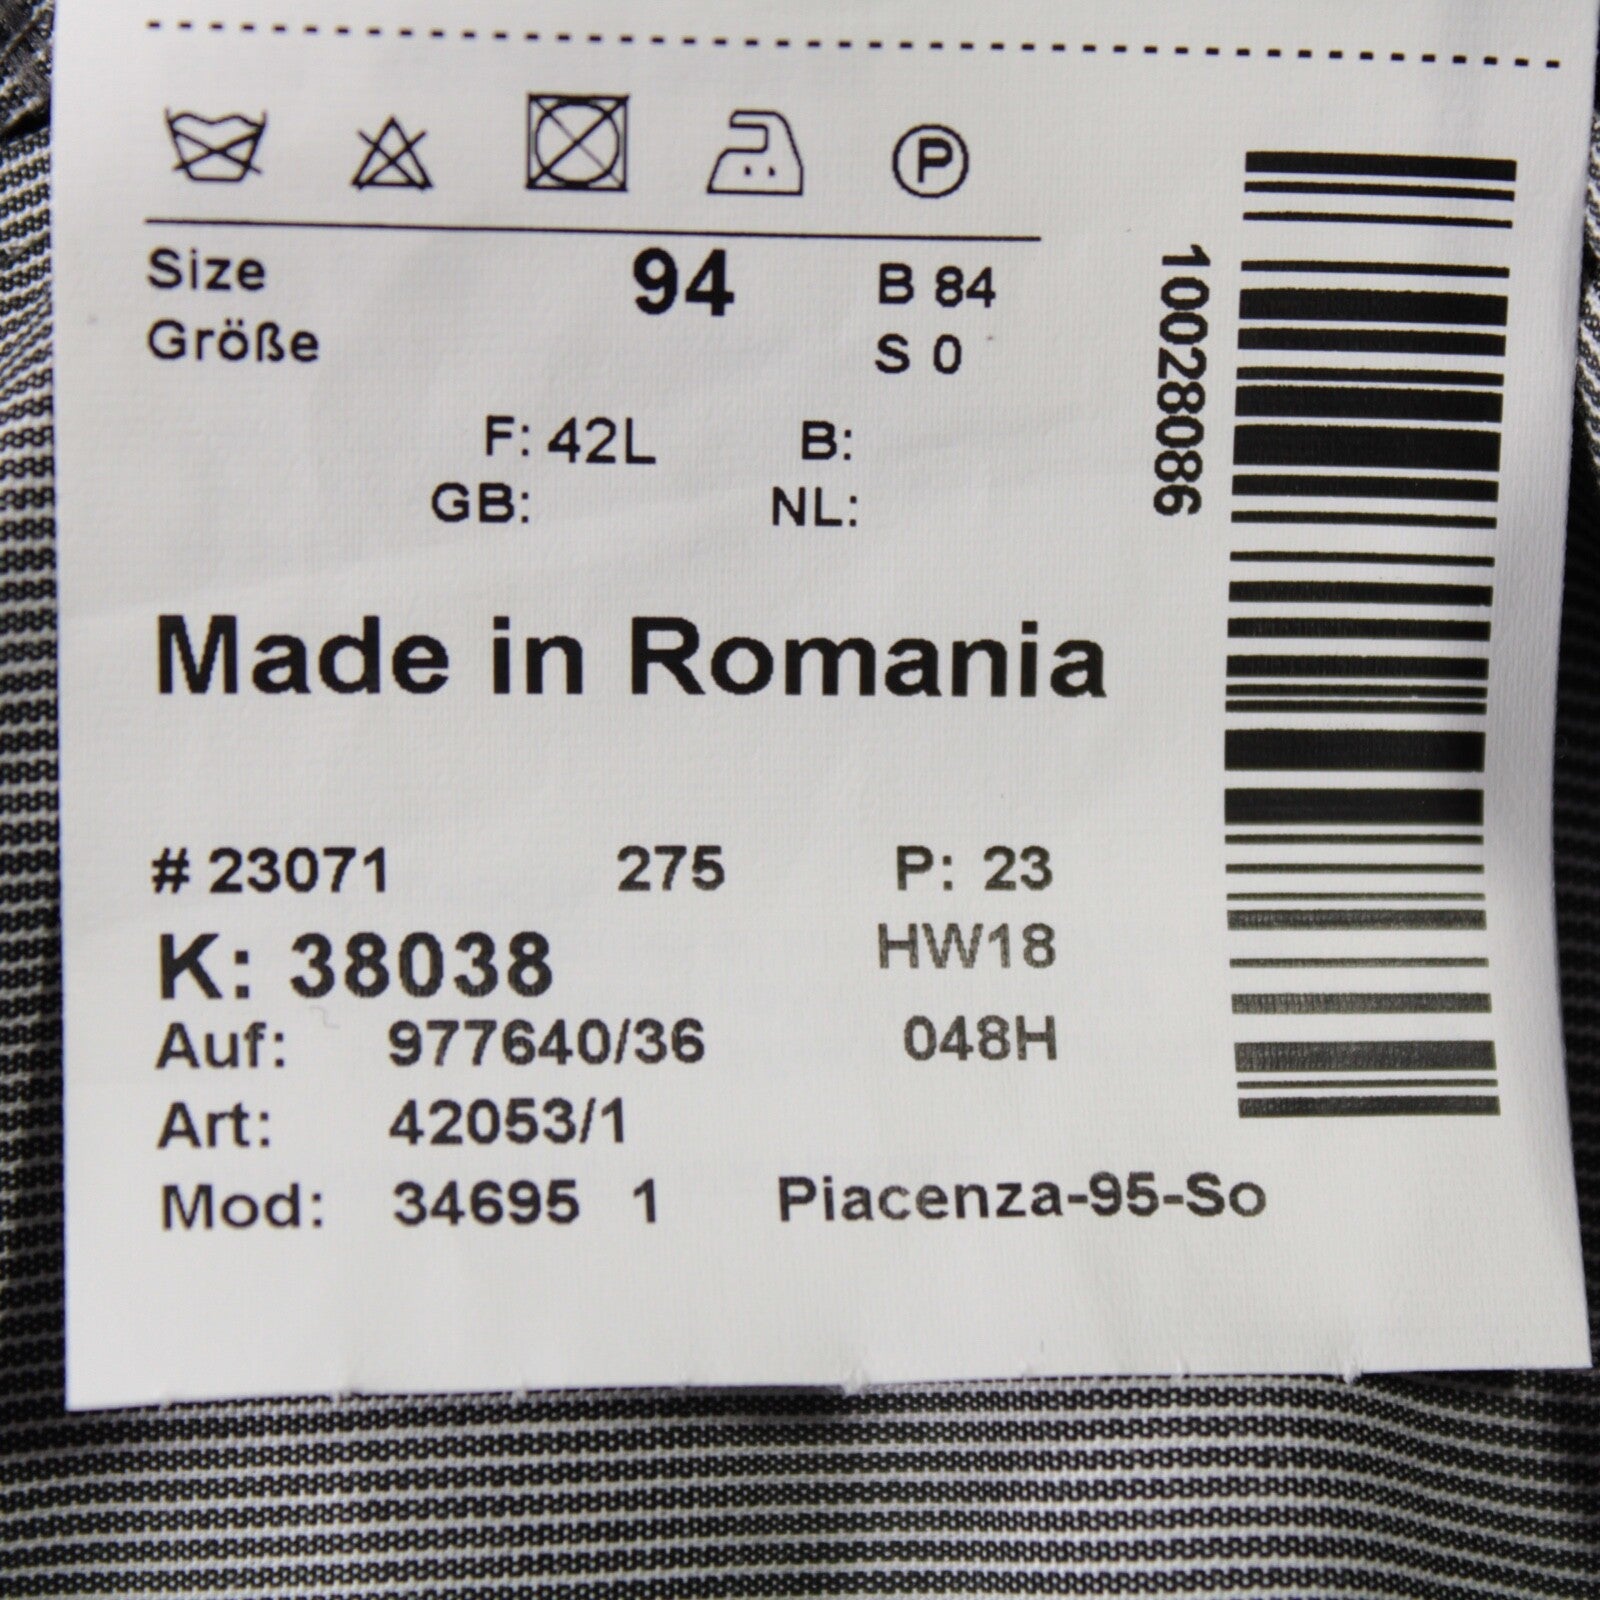 P
Size 94 B 84
Größe S 0
F: 42L B:
GB: NL:
Made in Romania
# 23071 275 P: 23
K: 38038 HW18
Auf: 977640/36 048H
Art: 42053/1
Mod: 34695 1 Piacenza-95-So
10028086